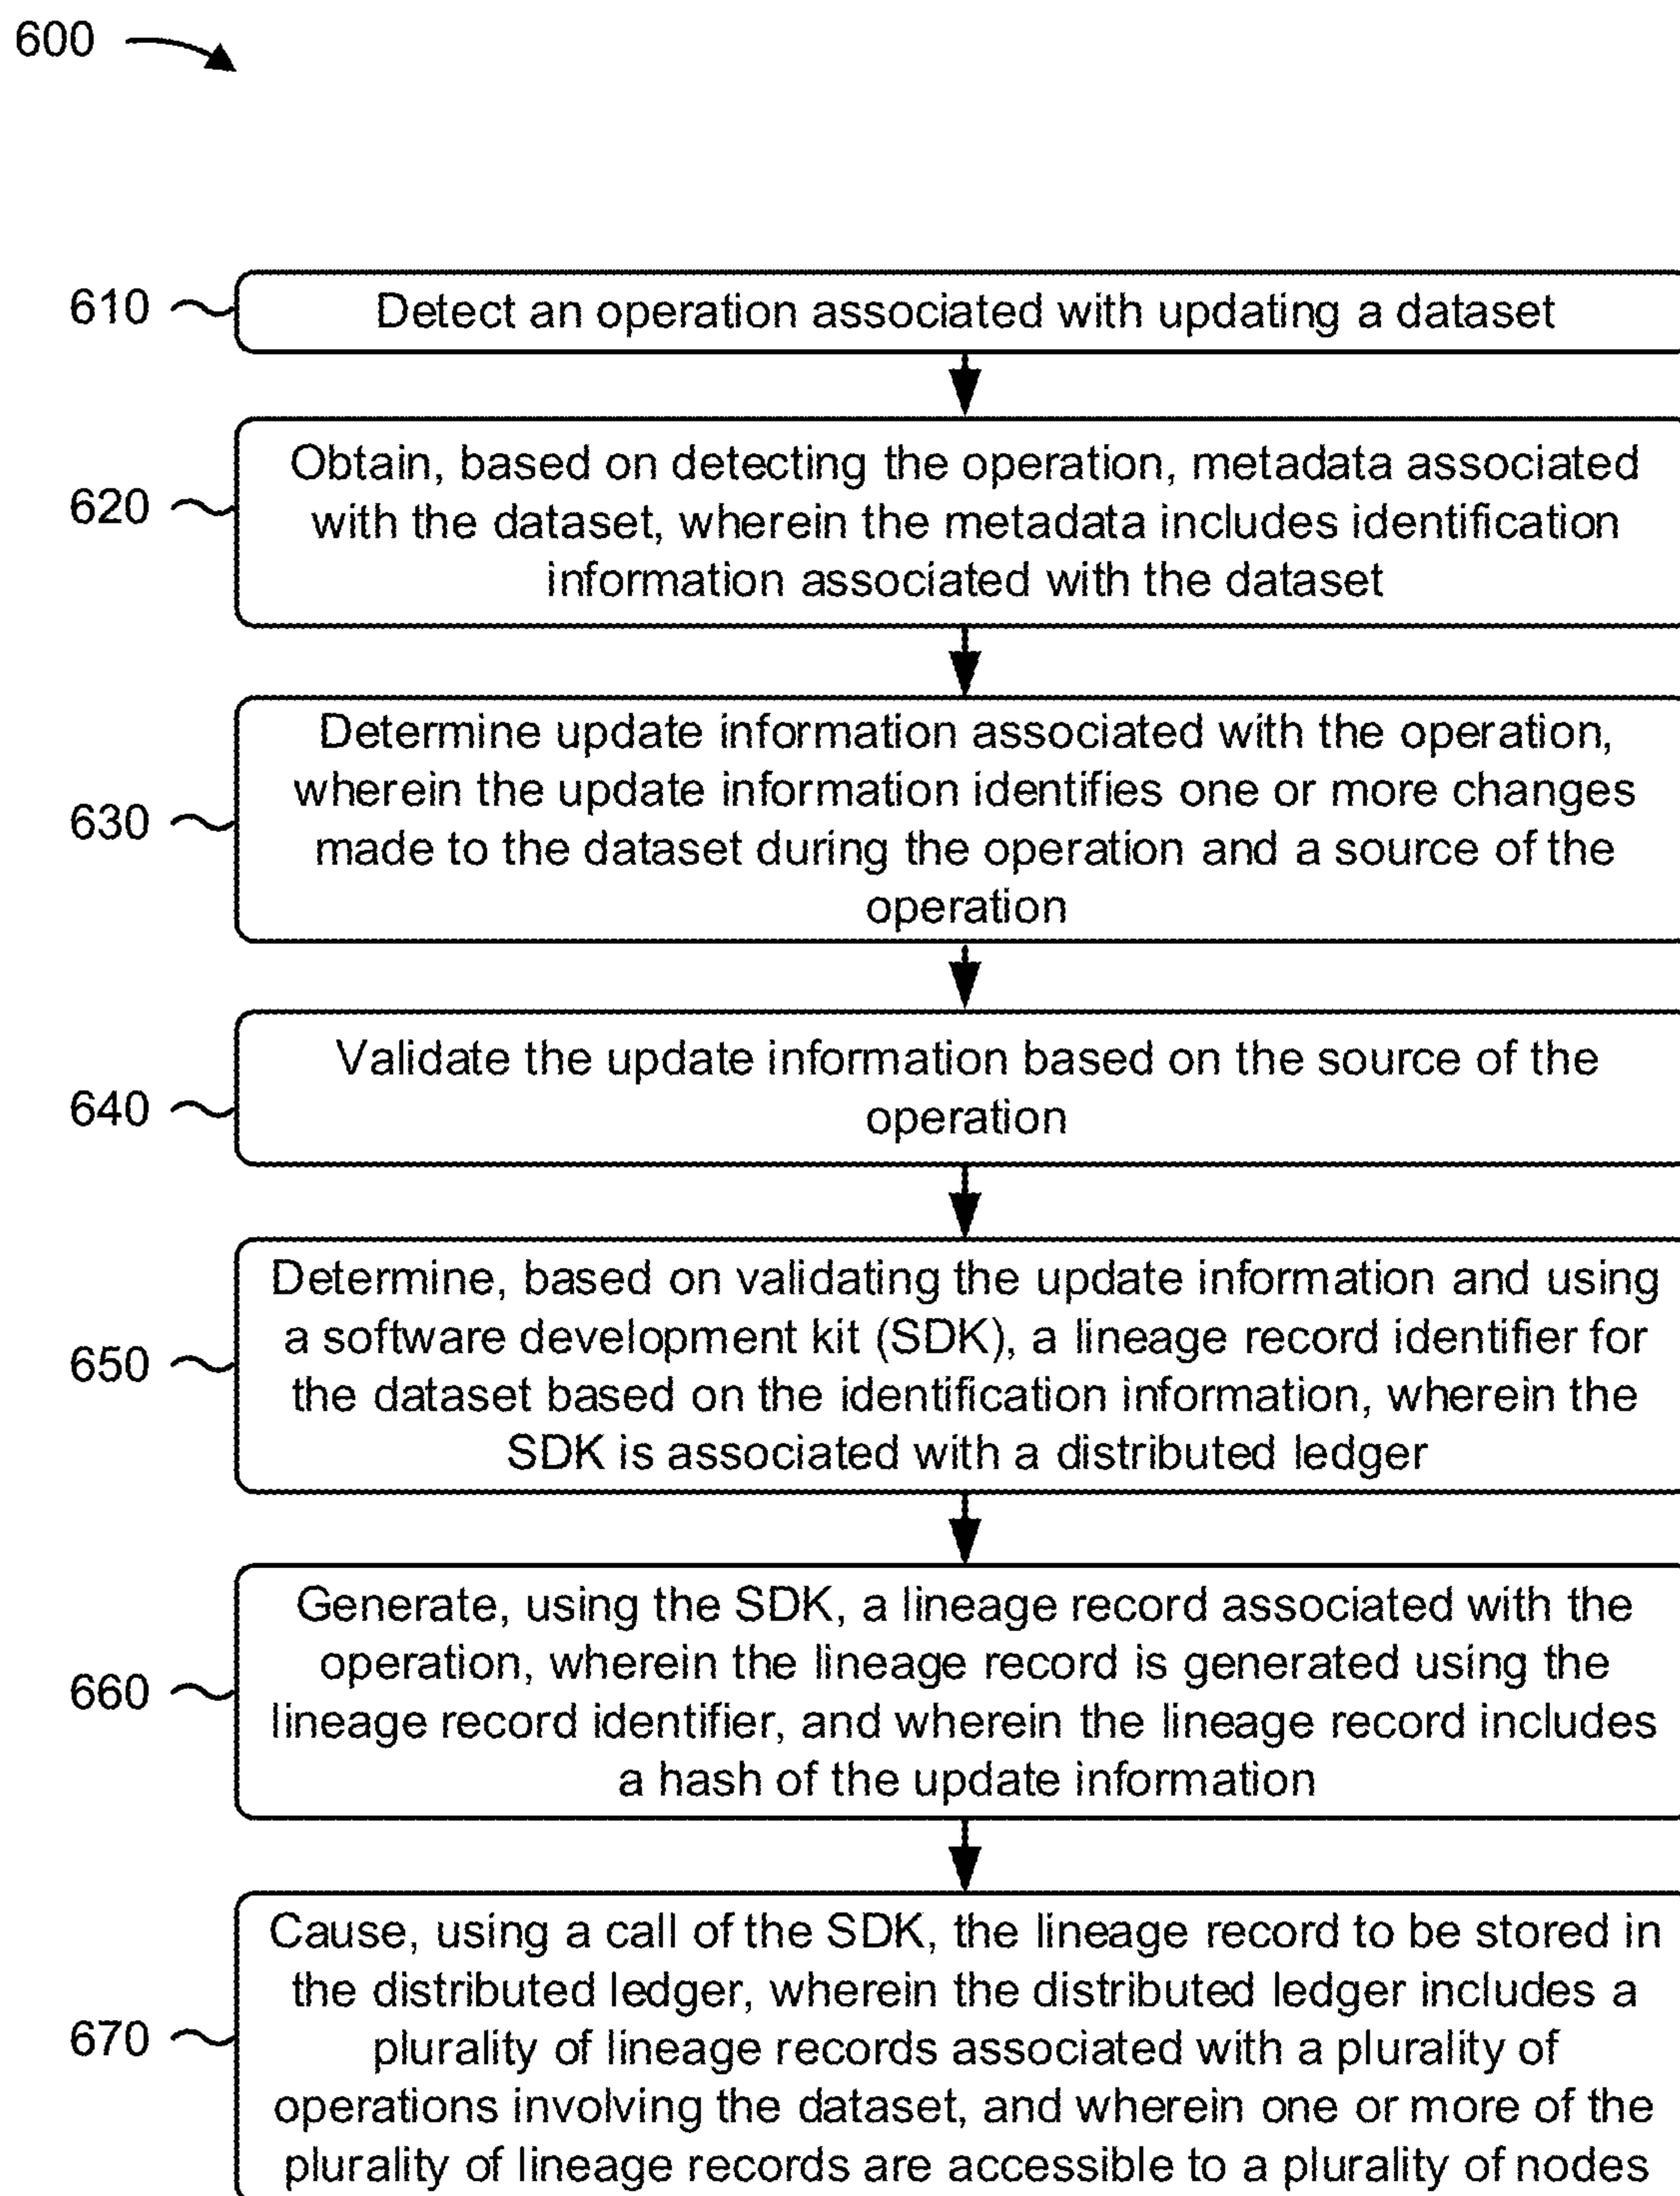 600
610
Detect an operation associated with updating a dataset
620
Obtain, based on detecting the operation, metadata associated
with the dataset, wherein the metadata includes identification
information associated with the dataset
630
Determine update information associated with the operation,
wherein the update information identifies one or more changes
made to the dataset during the operation and a source of the
operation
640
Validate the update information based on the source of the
operation
650
Determine, based on validating the update information and using
a software development kit (SDK), a lineage record identifier for
the dataset based on the identification information, wherein the
SDK is associated with a distributed ledger
660
Generate, using the SDK, a lineage record associated with the
operation, wherein the lineage record is generated using the
lineage record identifier, and wherein the lineage record includes
a hash of the update information
670
Cause, using a call of the SDK, the lineage record to be stored in
the distributed ledger, wherein the distributed ledger includes a
plurality of lineage records associated with a plurality of
operations involving the dataset, and wherein one or more of the
plurality of lineage records are accessible to a plurality of nodes